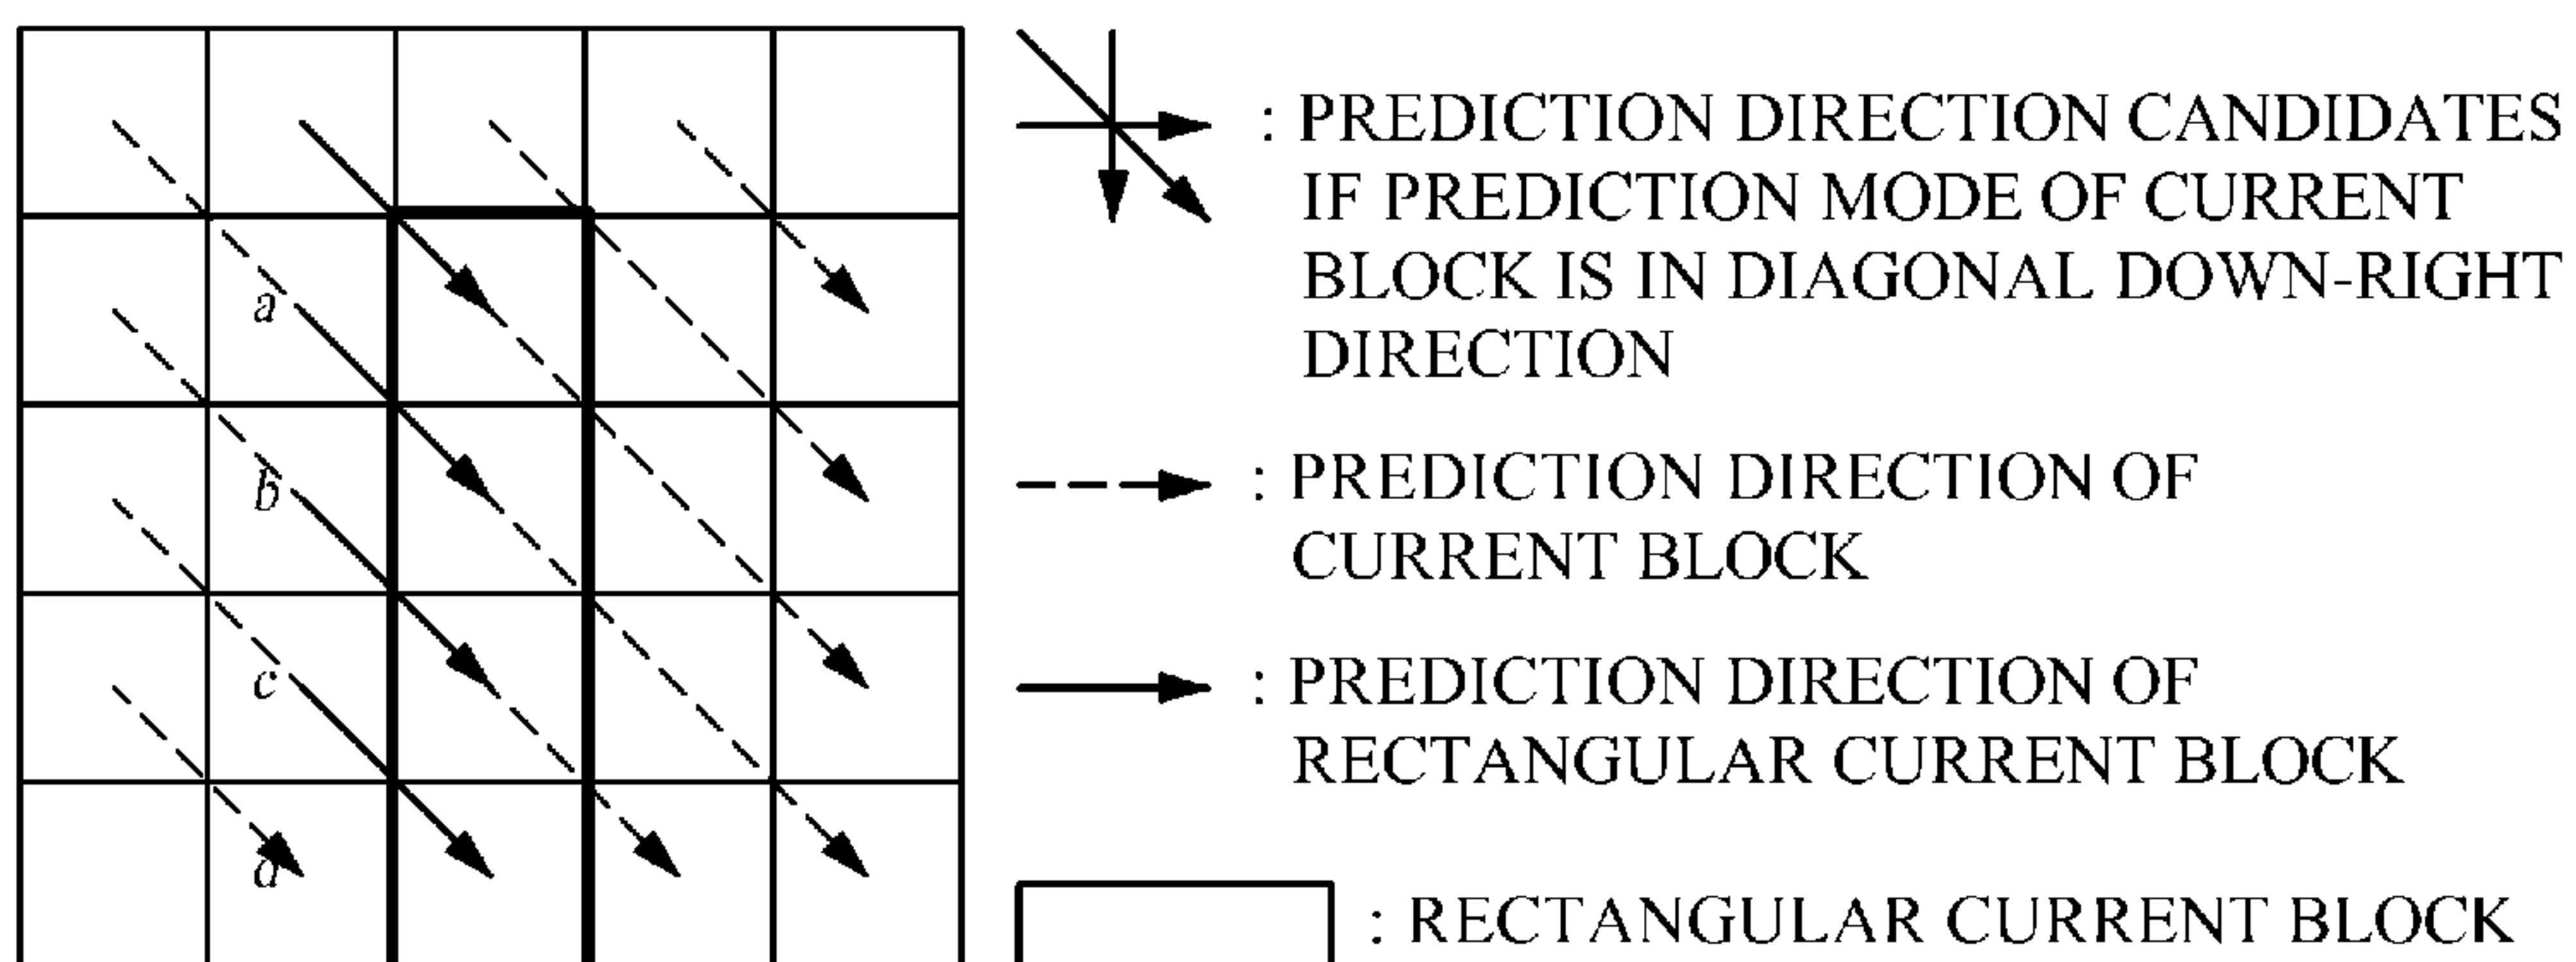 : PREDICTION DIRECTION CANDIDATES
IF PREDICTION MODE OF CURRENT
BLOCK IS IN DIAGONAL DOWN-RIGHT
DIRECTION
: PREDICTION DIRECTION OF
CURRENT BLOCK
: PREDICTION DIRECTION OF
RECTANGULAR CURRENT BLOCK
: RECTANGULAR CURRENT BLOCK
a
b
c
d